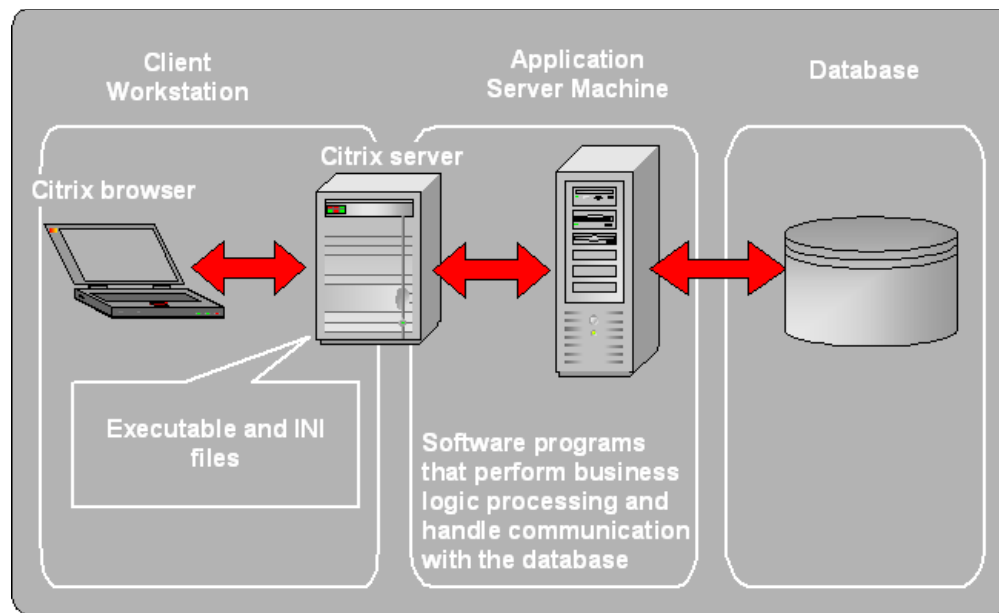 Client
Workstation
Application
Server Machine
Database
Citrix server
Citrix browser
Executable and INI
files
Software programs
that perform business
logic processing and
handle communication
with the database